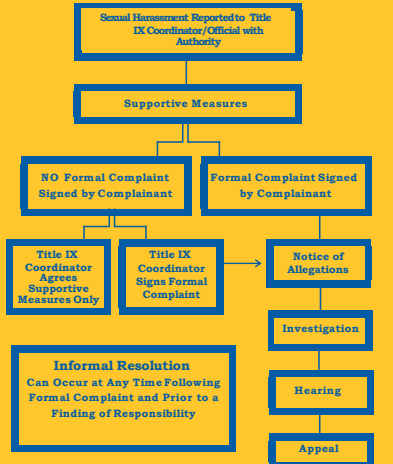 Sexual Harassment Reported to Title
IX Coordinator/Official with
Authority
Supportive Measures
NO Formal Complaint
Signed by Complainant
Formal Complaint Signed
by Complainant
Title IX
Coordinator
Agrees
Supportive
Measures Only
Title IX
Coordinator
Signs Formal
Complaint
Notice of
Allegations
Investigation
Informal Resolution
Can Occur at Any Time Following
Formal Complaint and Prior to a
Finding of Responsibility
Hearing
Appeal